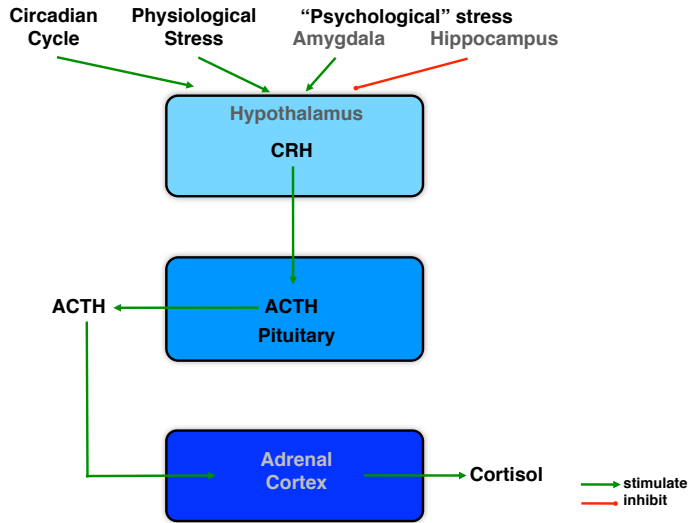 Circadian
Cycle
Physiological
Stress
“Psychological” stress
Amygdala
Hippocampus
Hypothalamus
CRH
ACTH
ACTH
Pituitary
Adrenal
Cortex
Cortisol
stimulate
inhibit